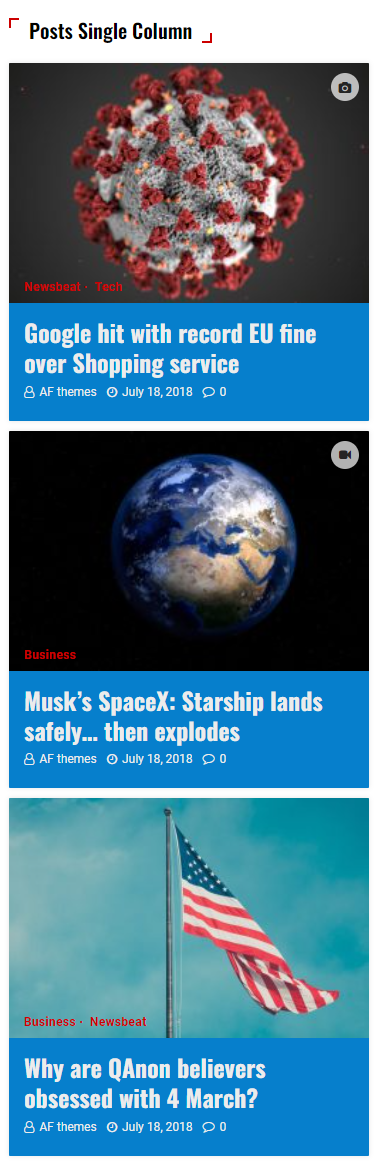 Posts Single Column
Newsbeat · Tech
Google hit with record EU fine
over Shopping service
AF themes July 18, 2018 0
Business
Musk’s SpaceX: Starship lands
safely… then explodes
AF themes July 18, 2018 0
Business · Newsbeat
Why are QAnon believers
obsessed with 4 March?
AF themes July 18, 2018 0